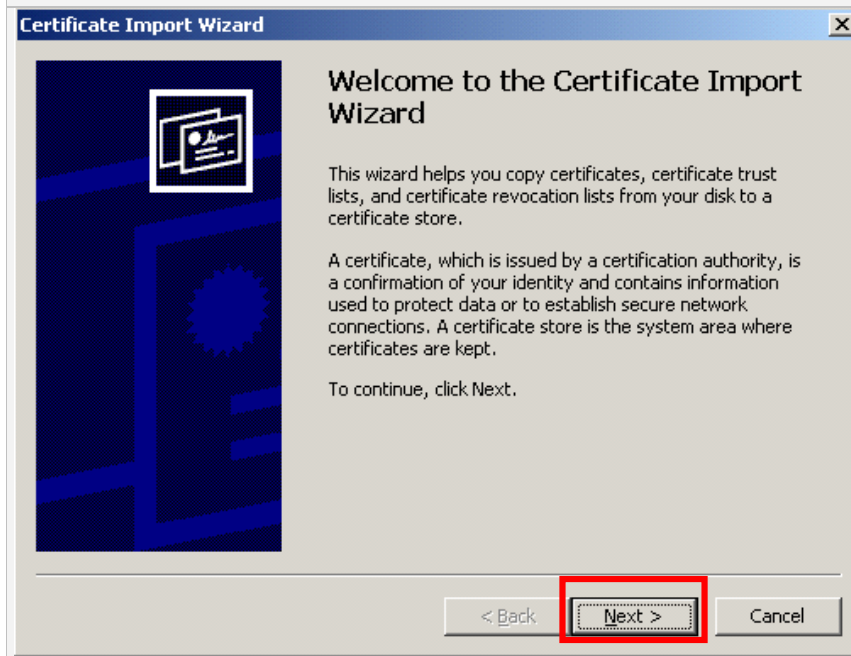 Certificate Import Wizard
Welcome to the Certificate Import
Wizard
This wizard helps you copy certificates, certificate trust
lists, and certificate revocation lists from your disk to a
certificate store.
A certificate, which is issued by a certification authority, is
a confirmation of your identity and contains information
used to protect data or to establish secure network
connections. A certificate store is the system area where
certificates are kept.
To continue, click Next.
< Back Next > Cancel